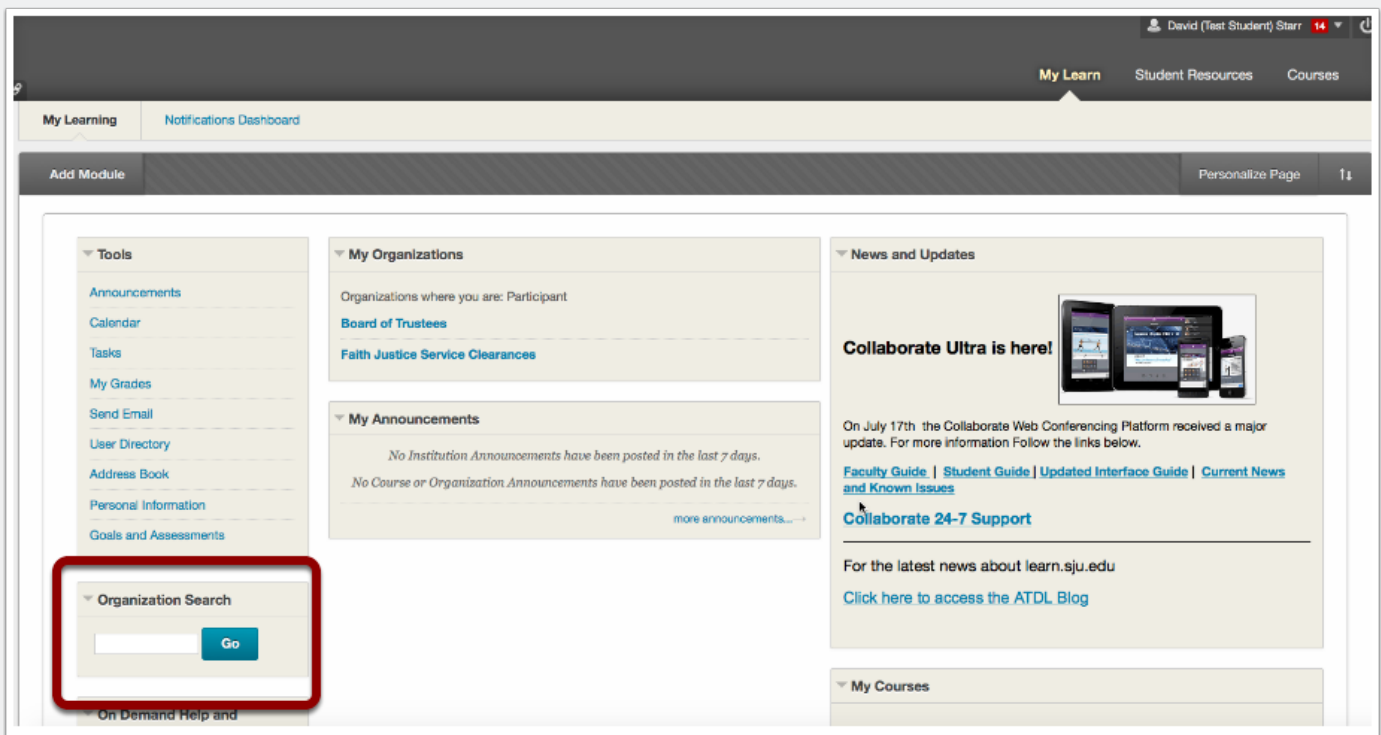 David (Test Student) Starr 14
My Learn Student Resources Courses
My Learning Notifications Dashboard
Add Module Personalize Page
Tools
Announcements
Calendar
Tasks
My Grades
Send Email
User Directory
Address Book
Personal Information
Goals and Assessments
Organization Search
Go
On Demand Help and
My Organizations
Organizations where you are: Participant
Board of Trustees
Faith Justice Service Clearances
My Announcements
No Institution Announcements have been posted in the last 7 days.
No Course or Organization Announcements have been posted in the last 7 days.
more announcements...→
News and Updates
Collaborate Ultra is here!
On July 17th the Collaborate Web Conferencing Platform received a major
update. For more information Follow the links below.
Faculty Guide | Student Guide | Updated Interface Guide | Current News
and Known Issues
Collaborate 24-7 Support
For the latest news about learn.sju.edu
Click here to access the ATDL Blog
My Courses